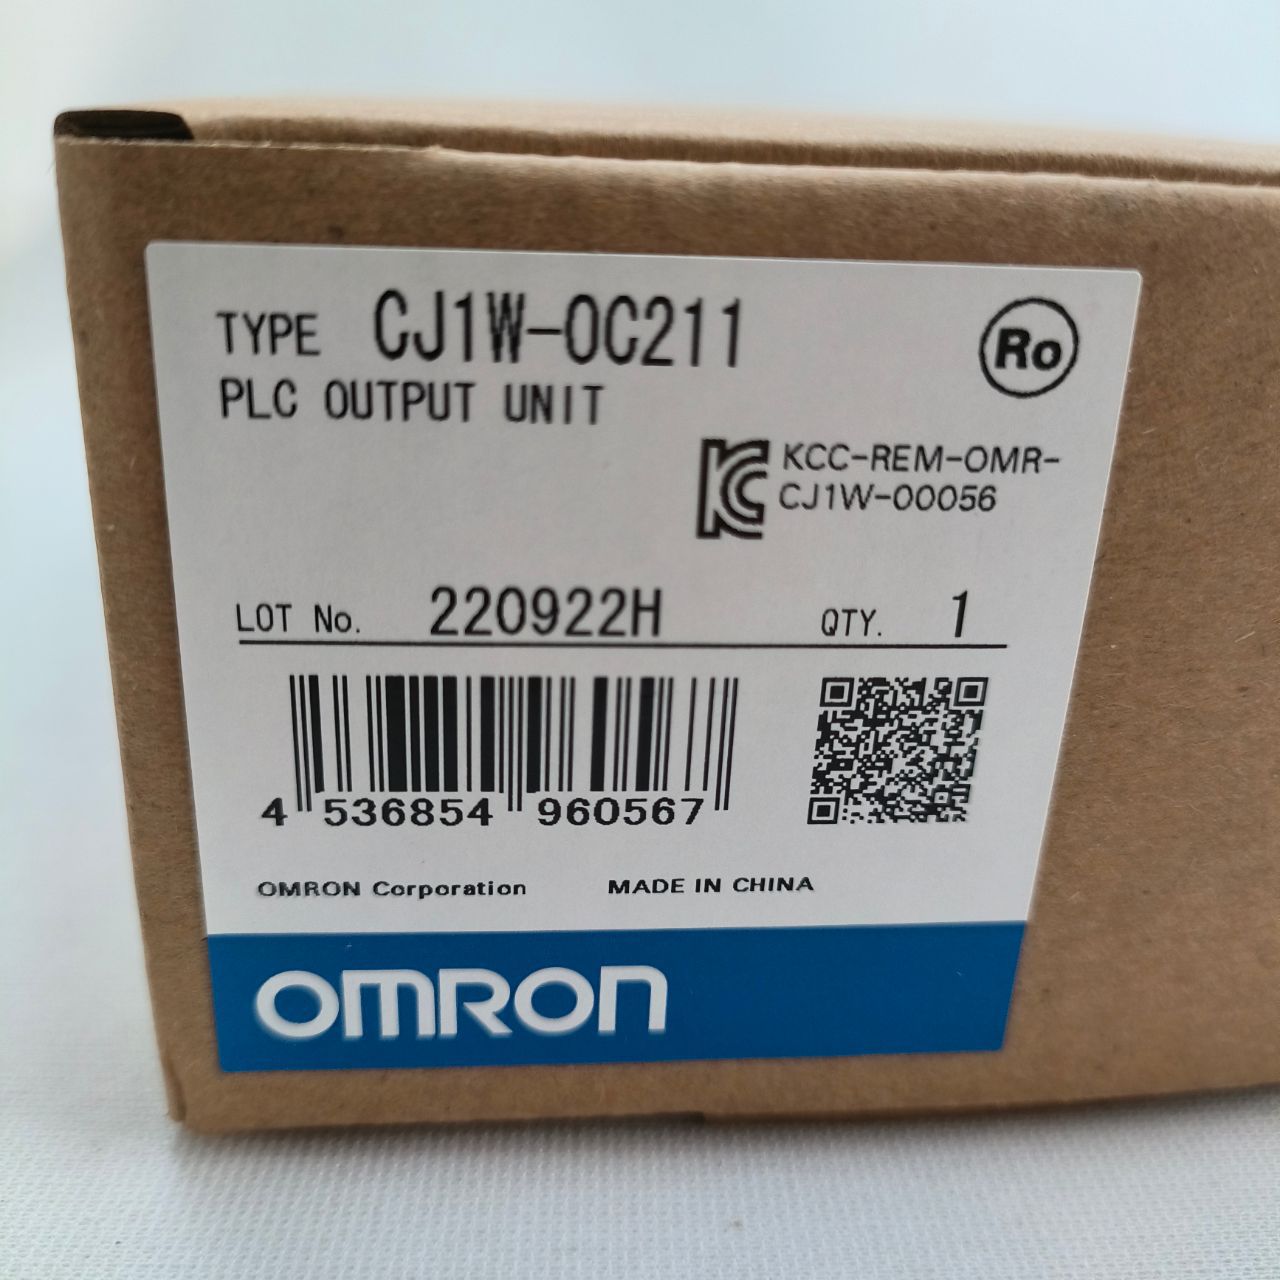 TYPE CJ1W-OC211
Ro
PLC OUTPUT UNIT
KC KCC-REM-OMR-
CJ1W-00056
LOT No. 220922H QTY. 1
4 536854 960567
OMRON Corporation MADE IN CHINA
OMRON